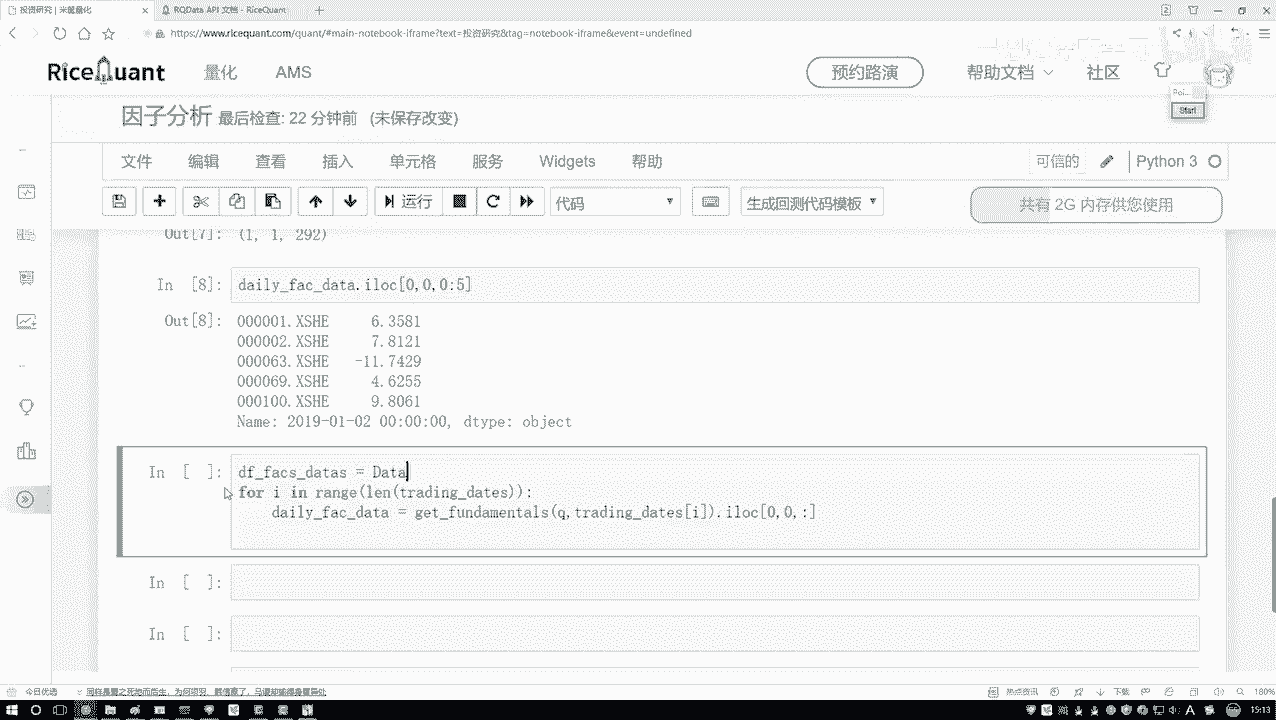 投资研究 | 米筐量化
RQData API 文档 - RiceQuant
https://www.ricequant.com/quant/#main-notebook-iframe?text=投资研究&tag=notebook-iframe&event=undefined
RiceQuant
量化
AMS
预约路演
帮助文档
社区
Start
因子分析 最后检查: 22 分钟前 (未保存改变)
文件 编辑 查看 插入 单元格 服务 Widgets 帮助
可信的
Python 3
运行
代码
生成回测代码模板
共有 2G 内存供您使用
Out[7]: (1, 1, 292)
In [8]: daily_fac_data.iloc[0,0,0:5]
Out[8]: 000001.XSHE 6.3581
000002.XSHE 7.8121
000063.XSHE -11.7429
000069.XSHE 4.6255
000100.XSHE 9.8061
Name: 2019-01-02 00:00:00, dtype: object
In [ ]: df_facs_datas = Data
for i in range(len(trading_dates)):
daily_fac_data = get_fundamentals(q,trading_dates[i]).iloc[0,0,:]
In [ ]:
In [ ]:
今日优选
热点资讯
下载
180%
15:13